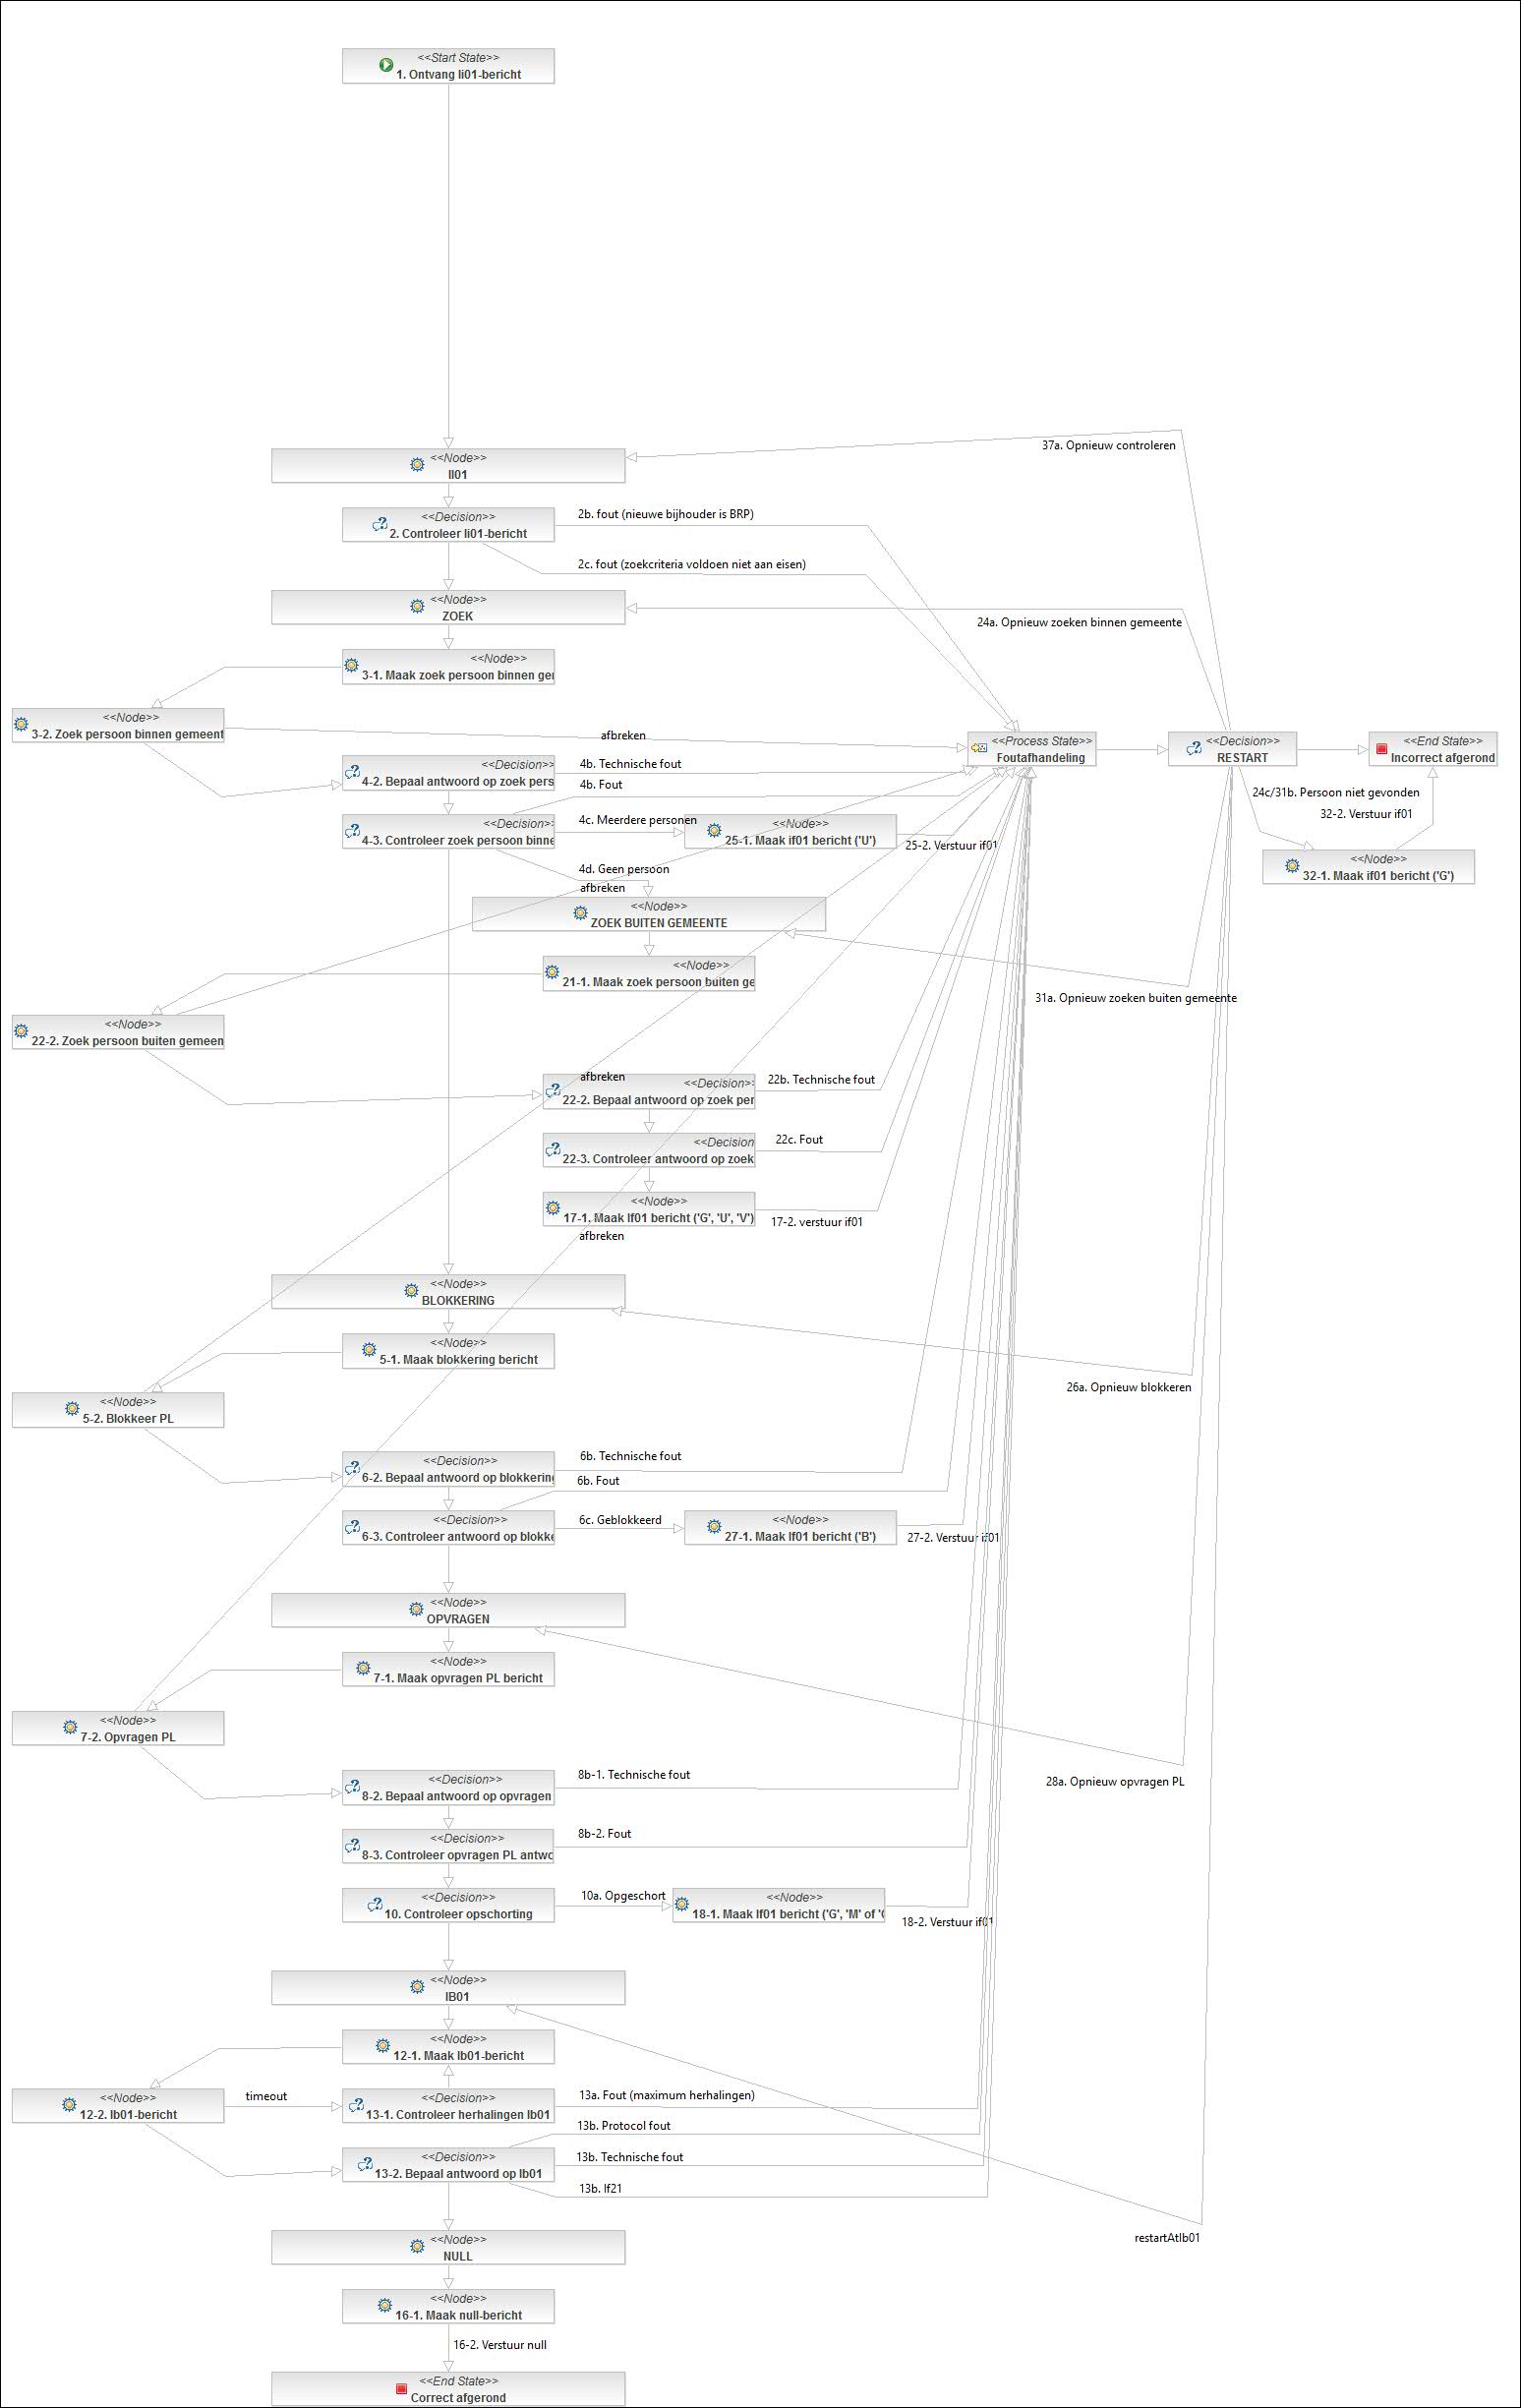 <<Start State>>
1. Ontvang Ii01-bericht
37a. Opnieuw controleren
<<Node>>
II01
<<Decision>>
2. Controleer Ii01-bericht
2b. fout (nieuwe bijhouder is BRP)
2c. fout (zoekcriteria voldoen niet aan eisen)
<<Node>>
ZOEK
24a. Opnieuw zoeken binnen gemeente
<<Node>>
3-1. Maak zoek persoon binnen ge
<<Node>>
3-2. Zoek persoon binnen gemeent
afbreken
<<Process State>>
Foutafhandeling
<<Decision>>
RESTART
<<End State>>
Incorrect afgerond
<<Decision>
4-2. Bepaal antwoord op zoek pers
4b. Technische fout
4b. Fout
24c/31b. Persoon niet gevonden
32-2. Verstuur if01
<<Decision>
4-3. Controleer zoek persoon binne
4c. Meerdere personen
<<Node>>
25-1. Maak if01 bericht ('U')
25-2. Verstuur if01
<<Node>>
32-1. Maak if01 bericht ('G')
4d. Geen persoon
afbreken
<<Node>>
ZOEK BUITEN GEMEENTE
<<Node>>
21-1. Maak zoek persoon buiten ge
31a. Opnieuw zoeken buiten gemeente
<<Node>>
22-2. Zoek persoon buiten gemeen
afbreken
<<Decision>
22-2. Bepaal antwoord op zoek per
22b. Technische fout
<<Decision
22-3. Controleer antwoord op zoek
22c. Fout
<<Node>>
17-1. Maak If01 bericht ('G', 'U', 'V')
17-2. verstuur if01
afbreken
<<Node>>
BLOKKERING
<<Node>>
5-1. Maak blokkering bericht
26a. Opnieuw blokkeren
<<Node>>
5-2. Blokkeer PL
<<Decision>>
6-2. Bepaal antwoord op blokkering
6b. Technische fout
6b. Fout
<<Decision>>
6-3. Controleer antwoord op blokke
6c. Geblokkeerd
<<Node>>
27-1. Maak If01 bericht ('B')
27-2. Verstuur if01
<<Node>>
OPVRAGEN
<<Node>>
7-1. Maak opvragen PL bericht
<<Node>>
7-2. Opvragen PL
28a. Opnieuw opvragen PL
<<Decision>>
8-2. Bepaal antwoord op opvragen
8b-1. Technische fout
<<Decision>>
8-3. Controleer opvragen PL antwo
8b-2. Fout
<<Decision>>
10. Controleer opschorting
10a. Opgeschort
<<Node>>
18-1. Maak If01 bericht ('G', 'M' of '
18-2. Verstuur if01
<<Node>>
IB01
<<Node>>
12-1. Maak Ib01-bericht
<<Node>>
12-2. Ib01-bericht
timeout
<<Decision>>
13-1. Controleer herhalingen Ib01
13a. Fout (maximum herhalingen)
13b. Protocol fout
<<Decision>>
13-2. Bepaal antwoord op Ib01
13b. Technische fout
13b. If21
restartAtIb01
<<Node>>
NULL
<<Node>>
16-1. Maak null-bericht
16-2. Verstuur null
<<End State>>
Correct afgerond